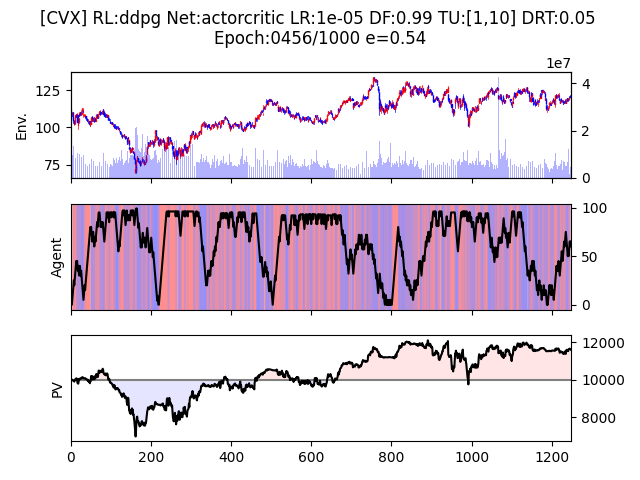 [CVX] RL:ddpg Net:actorcritic LR:1e-05 DF:0.99 TU:[1,10] DRT:0.05
Epoch:0456/1000 e=0.54
1e7
125
100
75
Env.
4
2
0
Agent
100
50
0
PV
12000
10000
8000
0 200 400 600 800 1000 1200